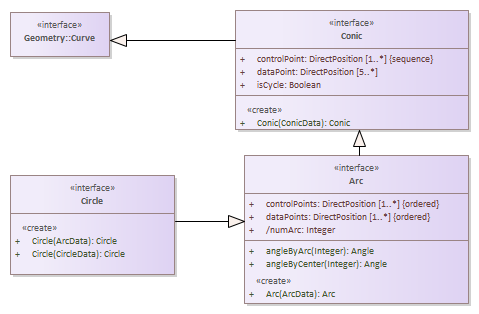 «interface»
Geometry::Curve
«interface»
Conic
+ controlPoint: DirectPosition [1..*] {sequence}
+ dataPoint: DirectPosition [5..*]
+ isCycle: Boolean
«create»
+ Conic(ConicData): Conic
«interface»
Arc
+ controlPoints: DirectPosition [1..*] {ordered}
+ dataPoints: DirectPosition [1..*] {ordered}
+ /numArc: Integer
+ angleByArc(Integer): Angle
+ angleByCenter(Integer): Angle
«create»
+ Arc(ArcData): Arc
«interface»
Circle
«create»
+ Circle(ArcData): Circle
+ Circle(CircleData): Circle